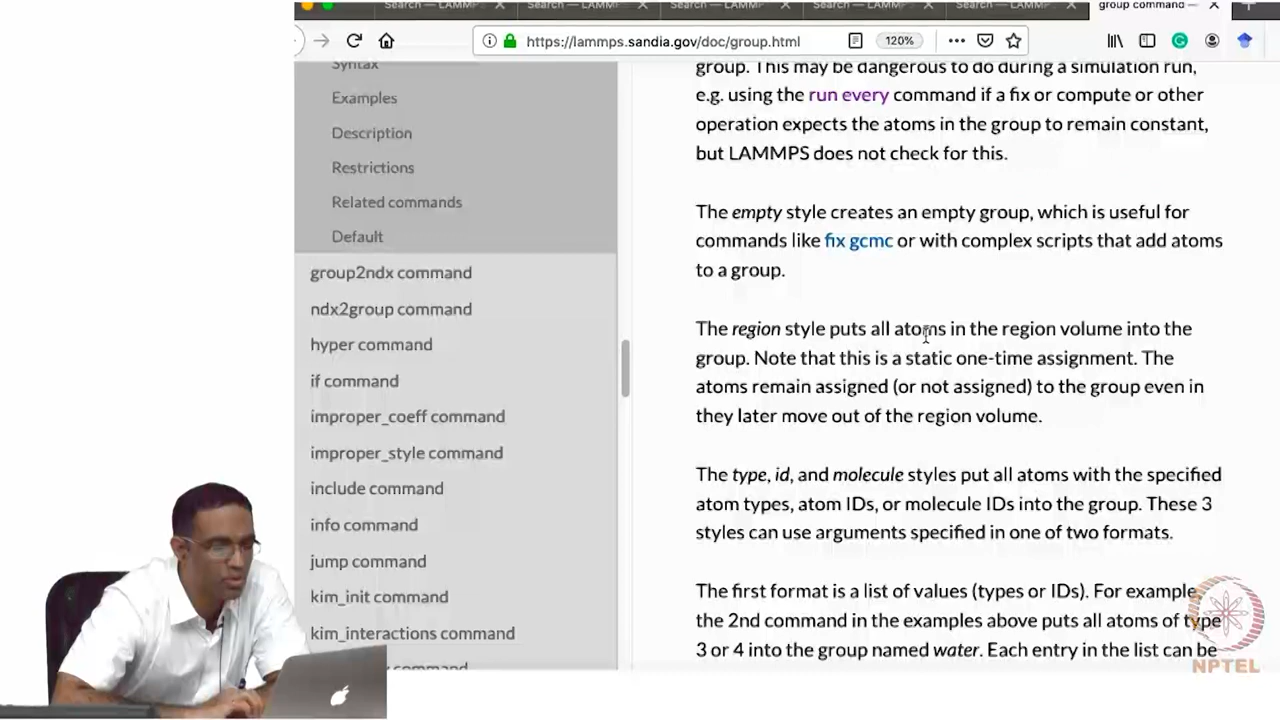 Search — LAMMP
Search — LAMM
Search — LAMMP
Search — LAMMP
Search — LAMMP
group command —
https://lammps.sandia.gov/doc/group.html
120%
Syntax
Examples
Description
Restrictions
Related commands
Default
group2ndx command
ndx2group command
hyper command
if command
improper_coeff command
improper_style command
include command
info command
jump command
kim_init command
kim_interactions command
command
group. This may be dangerous to do during a simulation run,
e.g. using the run every command if a fix or compute or other
operation expects the atoms in the group to remain constant,
but LAMMPS does not check for this.
The empty style creates an empty group, which is useful for
commands like fix gcmc or with complex scripts that add atoms
to a group.
The region style puts all atoms in the region volume into the
group. Note that this is a static one-time assignment. The
atoms remain assigned (or not assigned) to the group even in
they later move out of the region volume.
The type, id, and molecule styles put all atoms with the specified
atom types, atom IDs, or molecule IDs into the group. These 3
styles can use arguments specified in one of two formats.
The first format is a list of values (types or IDs). For example,
the 2nd command in the examples above puts all atoms of type
3 or 4 into the group named water. Each entry in the list can be
NPTEL